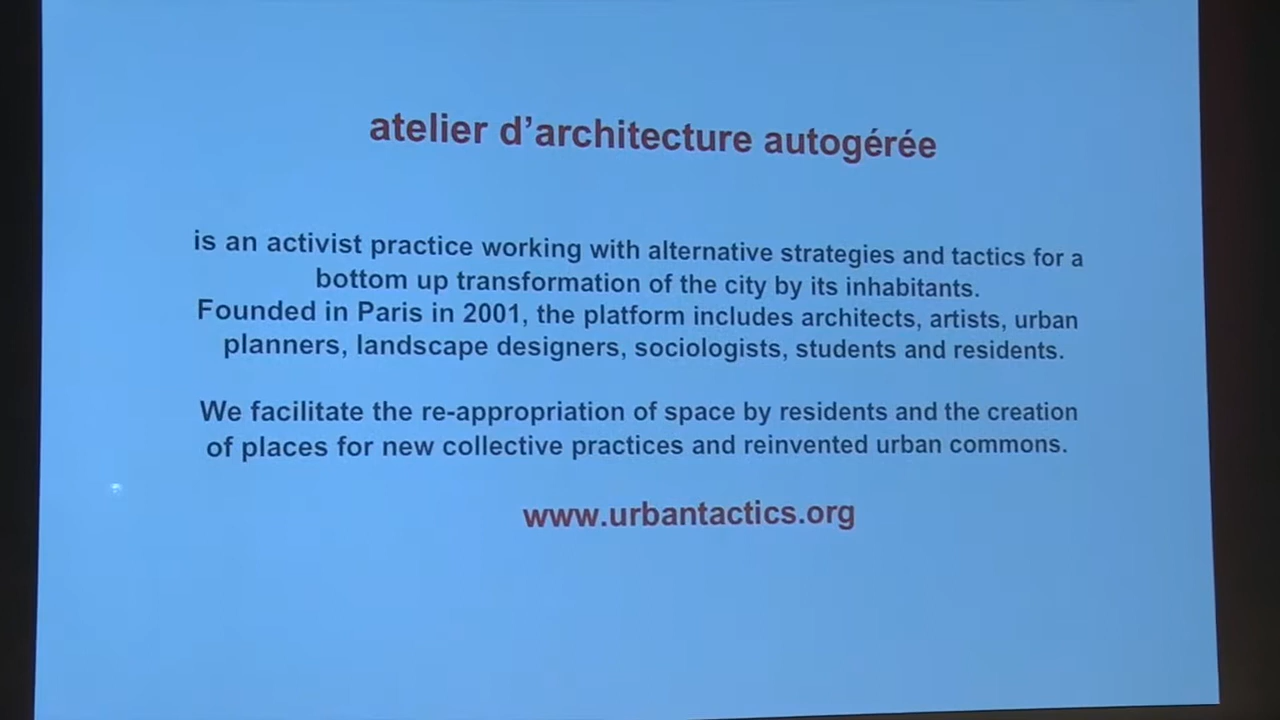 atelier d’architecture autogérée
is an activist practice working with alternative strategies and tactics for a
bottom up transformation of the city by its inhabitants.
Founded in Paris in 2001, the platform includes architects, artists, urban
planners, landscape designers, sociologists, students and residents.
We facilitate the re-appropriation of space by residents and the creation
of places for new collective practices and reinvented urban commons.
www.urbantactics.org